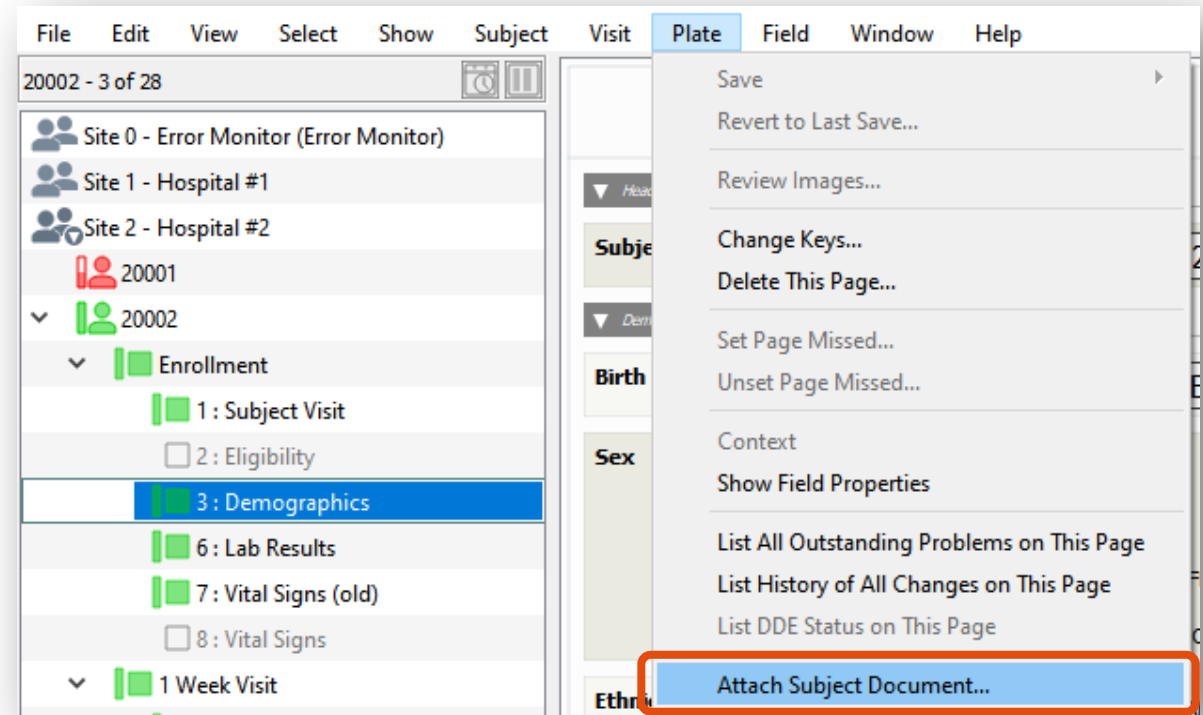 File Edit View Select Show Subject Visit Plate Field Window Help
20002 - 3 of 28
Site 0 - Error Monitor (Error Monitor)
Site 1 - Hospital #1
Site 2 - Hospital #2
20001
20002
Enrollment
1 : Subject Visit
2 : Eligibility
3 : Demographics
6 : Lab Results
7 : Vital Signs (old)
8 : Vital Signs
1 Week Visit
Birth
Sex
Save
Revert to Last Save...
Review Images...
Change Keys...
Delete This Page...
Set Page Missed...
Unset Page Missed...
Context
Show Field Properties
List All Outstanding Problems on This Page
List History of All Changes on This Page
List DDE Status on This Page
Attach Subject Document...